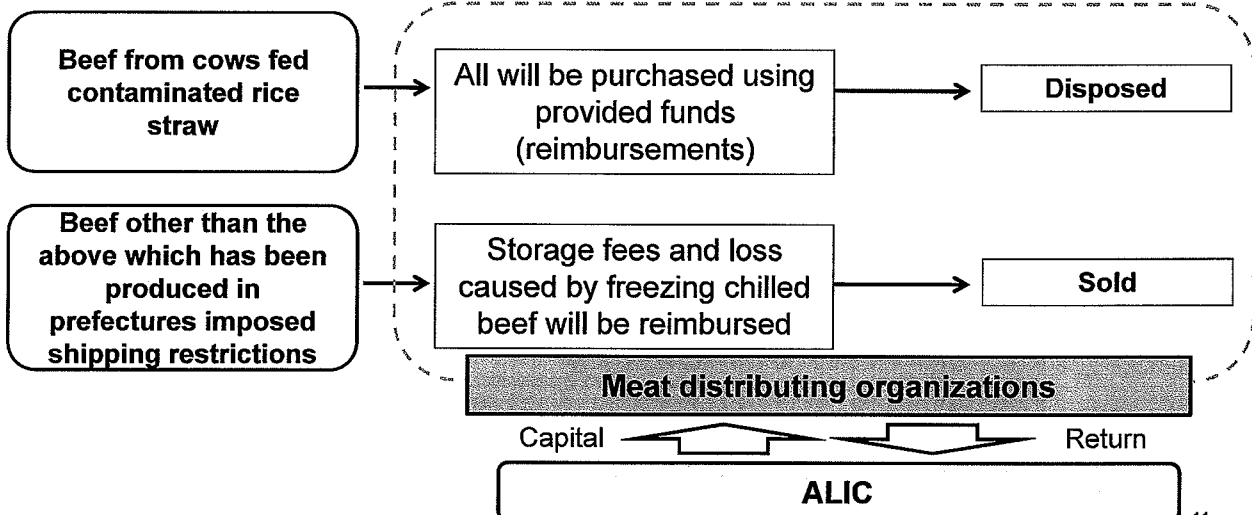 Beef from cows fed
contaminated rice
straw
All will be purchased using
provided funds
(reimbursements)
Disposed
Beef other than the
above which has been
produced in
prefectures imposed
shipping restrictions
Storage fees and loss
caused by freezing chilled
beef will be reimbursed
Sold
Meat distributing organizations
Capital
Return
ALIC